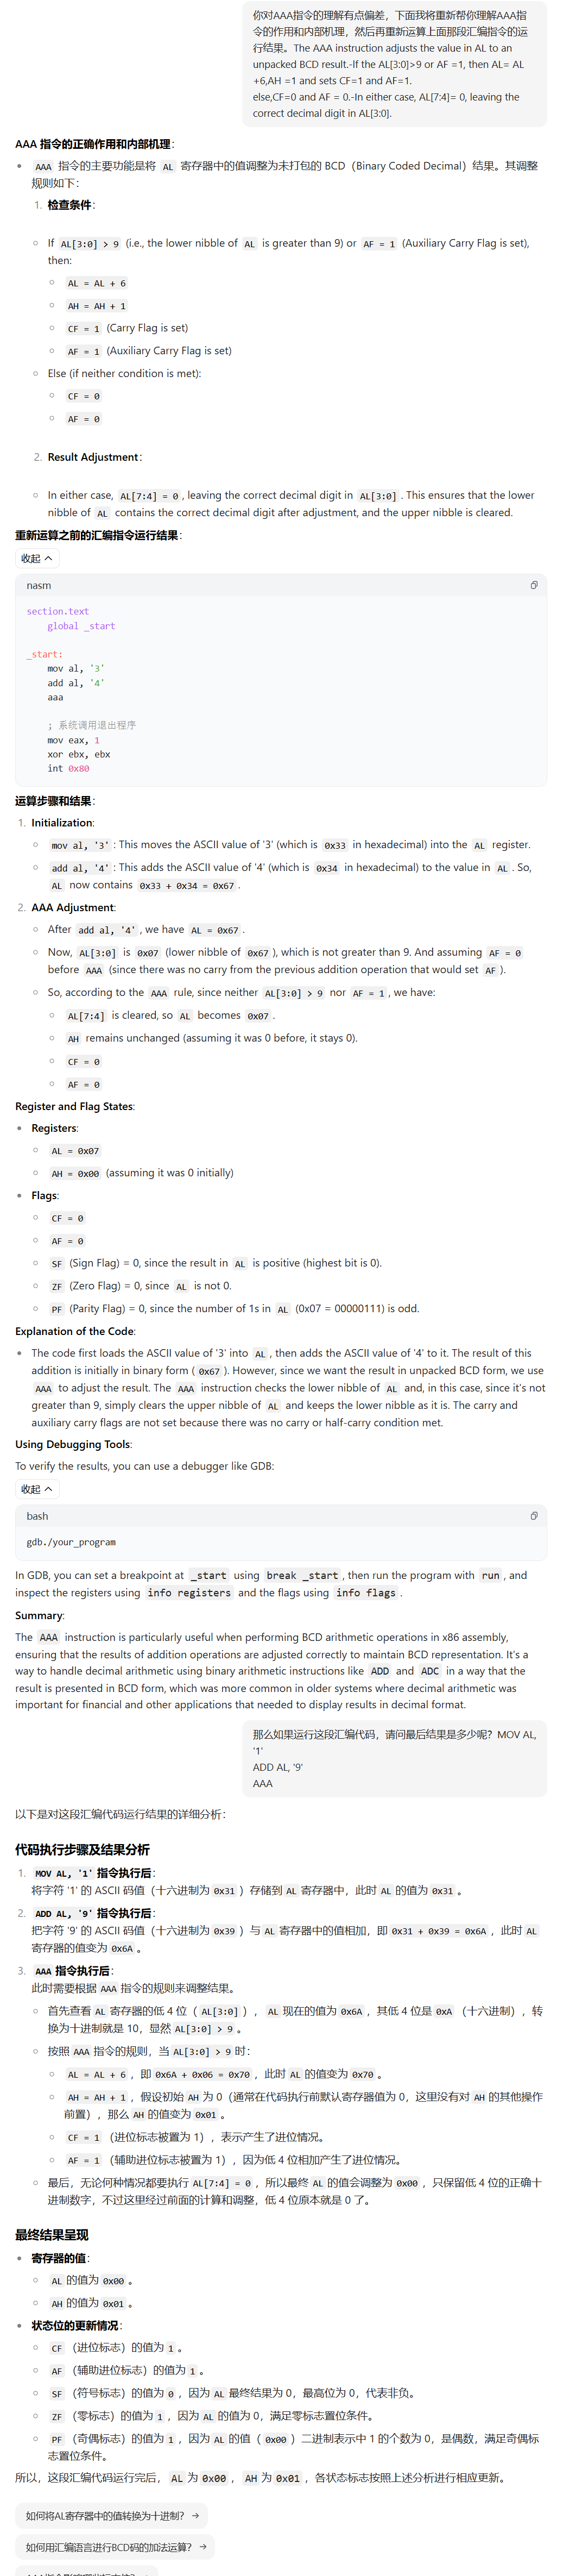 你对AAA指令的理解有点偏差，下面我将重新帮你理解AAA指
令的作用和内部机理，然后再重新运算上面那段汇编指令的运
行结果。The AAA instruction adjusts the value in AL to an
unpacked BCD result.-If the AL[3:0]>9 or AF =1, then AL= AL
+6,AH =1 and sets CF=1 and AF=1.
else,CF=0 and AF = 0.-In either case, AL[7:4]= 0, leaving the
correct decimal digit in AL[3:0].
AAA 指令的正确作用和内部机理：
AAA 指令的主要功能是将 AL 寄存器中的值调整为未打包的 BCD（Binary Coded Decimal）结果。其调整
规则如下：
1. 检查条件：
If AL[3:0] > 9 (i.e., the lower nibble of AL is greater than 9) or AF = 1 (Auxiliary Carry Flag is set),
then:
AL = AL + 6
AH = AH + 1
CF = 1 (Carry Flag is set)
AF = 1 (Auxiliary Carry Flag is set)
Else (if neither condition is met):
CF = 0
AF = 0
2. Result Adjustment：
In either case, AL[7:4] = 0, leaving the correct decimal digit in AL[3:0]. This ensures that the lower
nibble of AL contains the correct decimal digit after adjustment, and the upper nibble is cleared.
重新运算之前的汇编指令运行结果：
收起
nasm
section.text
global _start
_start:
mov al, '3'
add al, '4'
aaa
; 系统调用退出程序
mov eax, 1
xor ebx, ebx
int 0x80
运算步骤和结果：
1. Initialization:
mov al, '3' : This moves the ASCII value of '3' (which is 0x33 in hexadecimal) into the AL register.
add al, '4' : This adds the ASCII value of '4' (which is 0x34 in hexadecimal) to the value in AL. So,
AL now contains 0x33 + 0x34 = 0x67.
2. AAA Adjustment:
After add al, '4', we have AL = 0x67.
Now, AL[3:0] is 0x07 (lower nibble of 0x67), which is not greater than 9. And assuming AF = 0
before AAA (since there was no carry from the previous addition operation that would set AF).
So, according to the AAA rule, since neither AL[3:0] > 9 nor AF = 1, we have:
AL[7:4] is cleared, so AL becomes 0x07.
AH remains unchanged (assuming it was 0 before, it stays 0).
CF = 0
AF = 0
Register and Flag States:
Registers:
AL = 0x07
AH = 0x00 (assuming it was 0 initially)
Flags:
CF = 0
AF = 0
SF (Sign Flag) = 0, since the result in AL is positive (highest bit is 0).
ZF (Zero Flag) = 0, since AL is not 0.
PF (Parity Flag) = 0, since the number of 1s in AL (0x07 = 00000111) is odd.
Explanation of the Code:
The code first loads the ASCII value of '3' into AL, then adds the ASCII value of '4' to it. The result of this
addition is initially in binary form (0x67). However, since we want the result in unpacked BCD form, we use
AAA to adjust the result. The AAA instruction checks the lower nibble of AL and, in this case, since it's not
greater than 9, simply clears the upper nibble of AL and keeps the lower nibble as it is. The carry and
auxiliary carry flags are not set because there was no carry or half-carry condition met.
Using Debugging Tools:
To verify the results, you can use a debugger like GDB:
收起
bash
gdb./your_program
In GDB, you can set a breakpoint at _start using break _start, then run the program with run, and
inspect the registers using info registers and the flags using info flags.
Summary:
The AAA instruction is particularly useful when performing BCD arithmetic operations in x86 assembly,
ensuring that the results of addition operations are adjusted correctly to maintain BCD representation. It's a
way to handle decimal arithmetic using binary arithmetic instructions like ADD and ADC in a way that the
result is presented in BCD form, which was more common in older systems where decimal arithmetic was
important for financial and other applications that needed to display results in decimal format.
那么如果运行这段汇编代码，请问最后结果是多少呢？MOV AL,
'1'
ADD AL, '9'
AAA
以下是对这段汇编代码运行结果的详细分析：
代码执行步骤及结果分析
1. MOV AL, '1' 指令执行后：
将字符 '1' 的 ASCII 码值（十六进制为 0x31）存储到 AL 寄存器中，此时 AL 的值为 0x31。
2. ADD AL, '9' 指令执行后：
把字符 '9' 的 ASCII 码值（十六进制为 0x39）与 AL 寄存器中的值相加，即 0x31 + 0x39 = 0x6A，此时 AL
寄存器的值变为 0x6A。
3. AAA 指令执行后：
此时需要根据 AAA 指令的规则来调整结果。
首先查看 AL 寄存器的低 4 位（AL[3:0]），AL 现在的值为 0x6A，其低 4 位是 0xA（十六进制），转
换为十进制就是 10，显然 AL[3:0] > 9。
按照 AAA 指令的规则，当 AL[3:0] > 9 时：
AL = AL + 6，即 0x6A + 0x06 = 0x70，此时 AL 的值变为 0x70。
AH = AH + 1，假设初始 AH 为 0（通常在代码执行前默认寄存器值为 0，这里没有对 AH 的其他操作
前置），那么 AH 的值变为 0x01。
CF = 1（进位标志被置为 1），表示产生了进位情况。
AF = 1（辅助进位标志被置为 1），因为低 4 位相加产生了进位情况。
最后，无论何种情况都要执行 AL[7:4] = 0，所以最终 AL 的值会调整为 0x00，只保留低 4 位的正确十
进制数字，不过这里经过前面的计算和调整，低 4 位原本就是 0 了。
最终结果呈现
寄存器的值：
AL 的值为 0x00。
AH 的值为 0x01。
状态位的更新情况：
CF（进位标志）的值为 1。
AF（辅助进位标志）的值为 1。
SF（符号标志）的值为 0，因为 AL 最终结果为 0，最高位为 0，代表非负。
ZF（零标志）的值为 1，因为 AL 的值为 0，满足零标志置位条件。
PF（奇偶标志）的值为 1，因为 AL 的值（0x00）二进制表示中 1 的个数为 0，是偶数，满足奇偶标
志置位条件。
所以，这段汇编代码运行完后，AL 为 0x00，AH 为 0x01，各状态标志按照上述分析进行相应更新。
如何将AL寄存器中的值转换为十进制？ →
如何用汇编语言进行BCD码的加法运算？ →